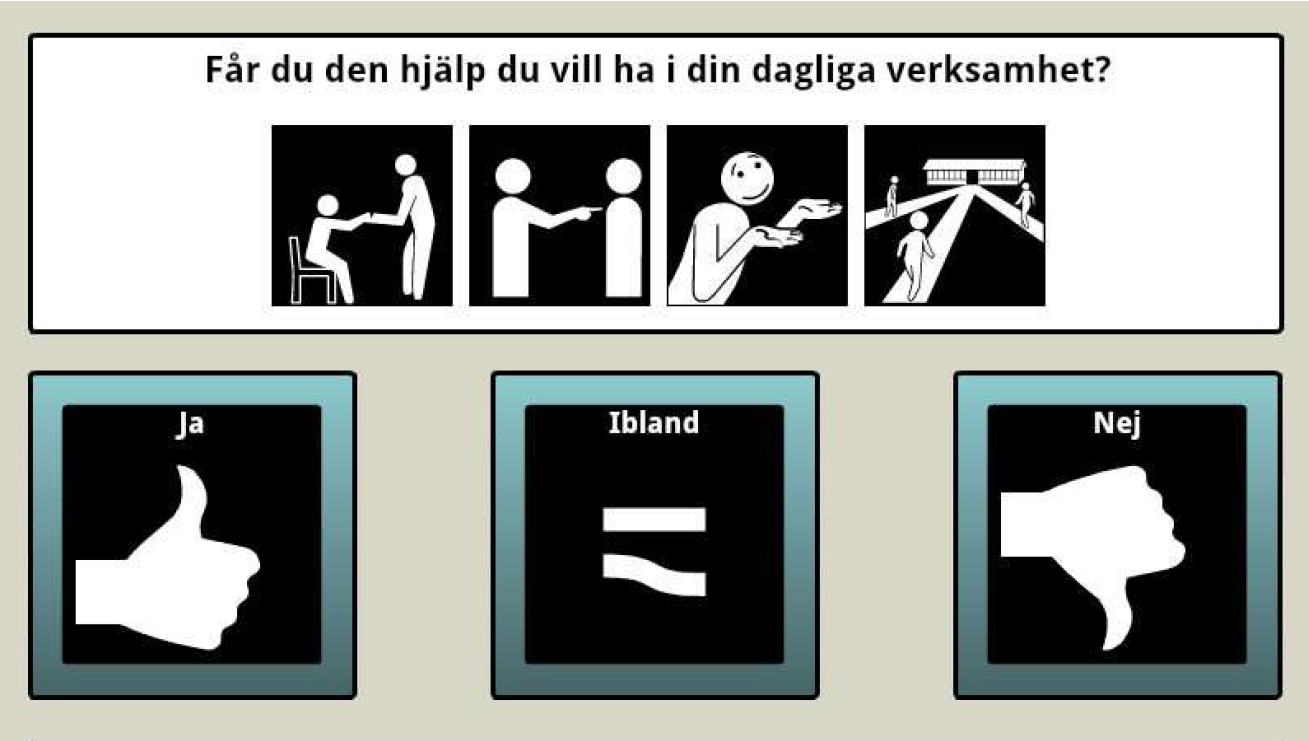 Får du den hjälp du vill ha i din dagliga verksamhet?
Ja
Ibland
Nej